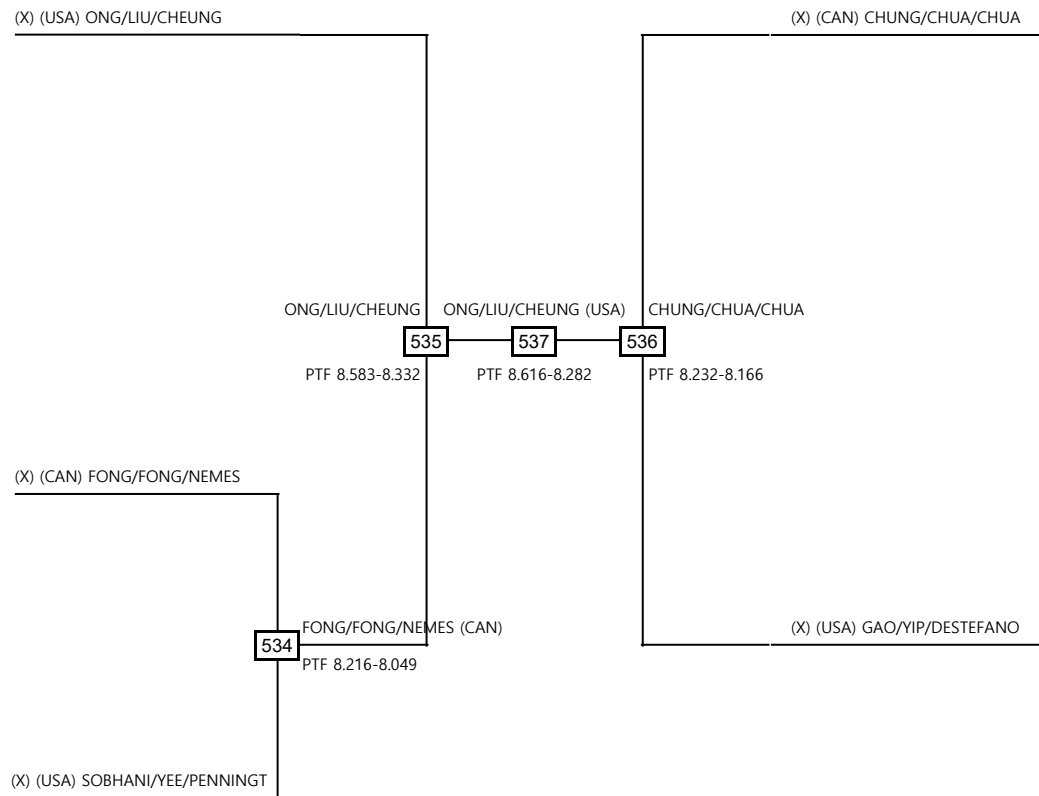 (X) (USA) ONG/LIU/CHEUNG
(X) (CAN) CHUNG/CHUA/CHUA
ONG/LIU/CHEUNG
ONG/LIU/CHEUNG (USA)
CHUNG/CHUA/CHUA
535
537
536
PTF 8.583-8.332
PTF 8.616-8.282
PTF 8.232-8.166
(X) (CAN) FONG/FONG/NEMES
FONG/FONG/NEMES (CAN)
(X) (USA) GAO/YIP/DESTEFANO
534
PTF 8.216-8.049
(X) (USA) SOBHANI/YEE/PENNINGT